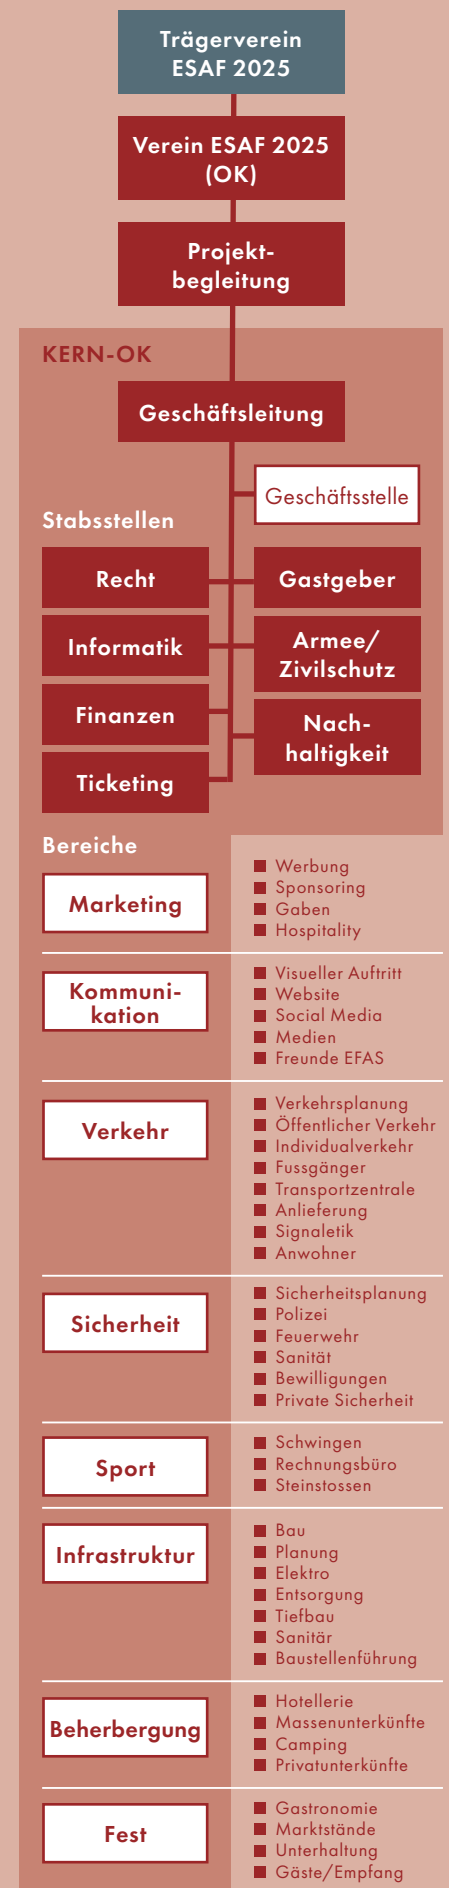 Trägerverein
ESAF 2025
Verein ESAF 2025
(OK)
Projekt-
begleitung
KERN-OK
Geschäftsleitung
Geschäftsstelle
Stabsstellen
Recht
Gastgeber
Informatik
Armee/
Zivilschutz
Finanzen
Nach-
haltigkeit
Ticketing
Bereiche
Marketing
Werbung
Sponsoring
Gaben
Hospitality
Kommuni-
kation
Visueller Auftritt
Website
Social Media
Medien
Freunde EFAS
Verkehr
Verkehrsplanung
Öffentlicher Verkehr
Individualverkehr
Fussgänger
Transportzentrale
Anlieferung
Signaletik
Anwohner
Sicherheit
Sicherheitsplanung
Polizei
Feuerwehr
Sanität
Bewilligungen
Private Sicherheit
Sport
Schwingen
Rechnungsbüro
Steinstossen
Infrastruktur
Bau
Planung
Elektro
Entsorgung
Tiefbau
Sanitär
Baustellenführung
Beherbergung
Hotellerie
Massenunterkünfte
Camping
Privatunterkünfte
Fest
Gastronomie
Marktstände
Unterhaltung
Gäste/Empfang